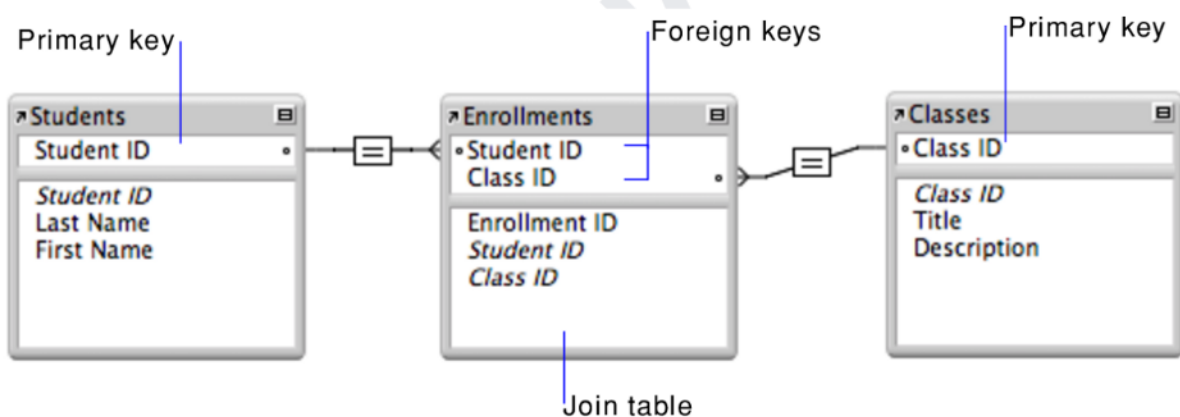 Primary key
Foreign keys
Primary key
Students
Student ID
Student ID
Last Name
First Name
Enrollments
Student ID
Class ID
Enrollment ID
Student ID
Class ID
Classes
Class ID
Class ID
Title
Description
Join table